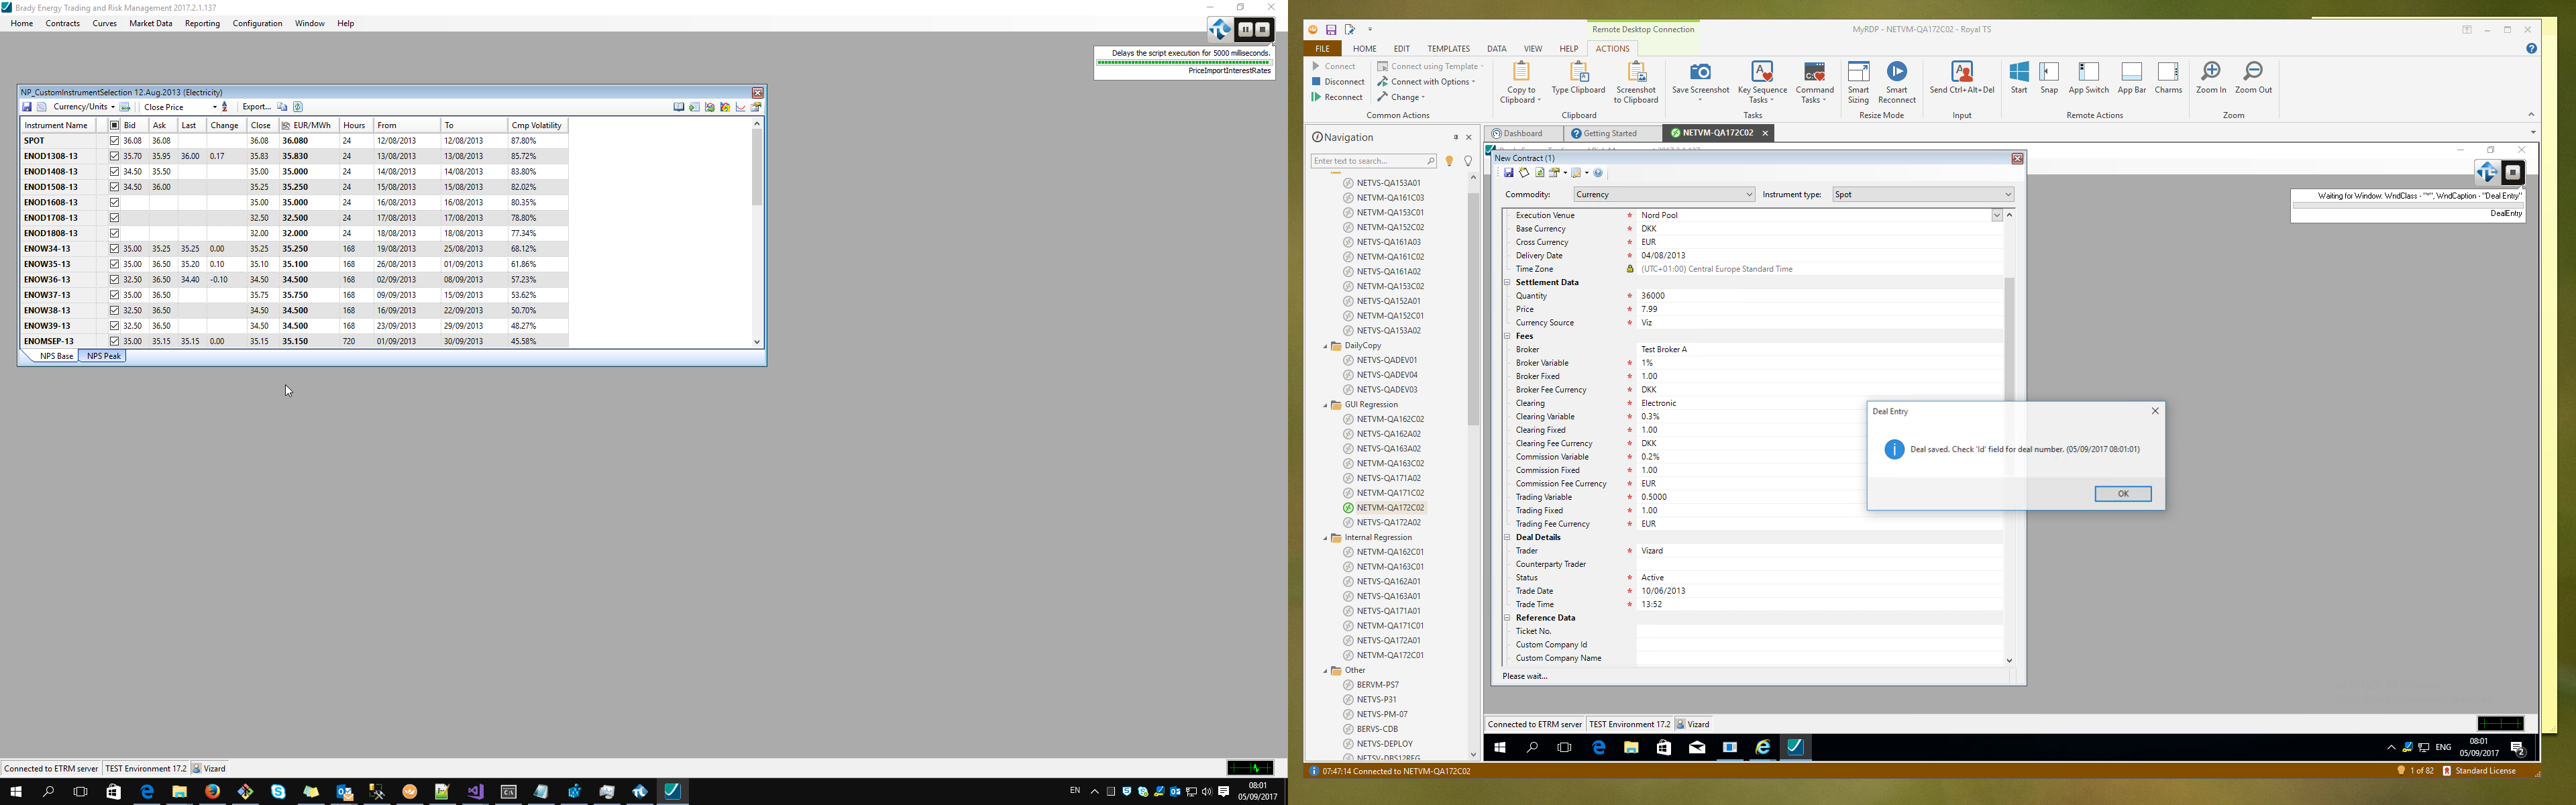 Brady Energy Trading and Risk Management 2017.2.1.137
Home Contracts Curves Market Data Reporting Configuration Window Help
Delays the script execution for 5000 milliseconds.
PriceImportInterestRates
NP_CustomInstrumentSelection 12.Aug.2013 (Electricity)
Currency/Units Close Price Export...
Instrument Name Bid Ask Last Change Close EUR/MWh Hours From To Cmp Volatility
SPOT 36.08 36.08 36.08 36.080 24 12/08/2013 12/08/2013 87.80%
ENOD1308-13 35.70 35.95 36.00 0.17 35.83 35.830 24 13/08/2013 13/08/2013 85.72%
ENOD1408-13 34.50 35.50 35.00 35.000 24 14/08/2013 14/08/2013 83.80%
ENOD1508-13 34.50 36.00 35.25 35.250 24 15/08/2013 15/08/2013 82.02%
ENOD1608-13 35.00 35.000 24 16/08/2013 16/08/2013 80.35%
ENOD1708-13 32.50 32.500 24 17/08/2013 17/08/2013 78.80%
ENOD1808-13 32.00 32.000 24 18/08/2013 18/08/2013 77.34%
ENOW34-13 35.00 35.25 35.25 0.00 35.25 35.250 168 19/08/2013 25/08/2013 68.12%
ENOW35-13 35.00 36.50 35.20 0.10 35.10 35.100 168 26/08/2013 01/09/2013 61.86%
ENOW36-13 32.50 36.50 34.40 -0.10 34.50 34.500 168 02/09/2013 08/09/2013 57.23%
ENOW37-13 35.00 36.50 35.75 35.750 168 09/09/2013 15/09/2013 53.62%
ENOW38-13 32.50 36.50 34.50 34.500 168 16/09/2013 22/09/2013 50.70%
ENOW39-13 32.50 36.50 34.50 34.500 168 23/09/2013 29/09/2013 48.27%
ENOMSEP-13 35.00 35.15 35.15 0.00 35.15 35.150 720 01/09/2013 30/09/2013 45.58%
NPS Base NPS Peak
Connected to ETRM server TEST Environment 17.2 Vizard
EN 08:01
05/09/2017
Remote Desktop Connection MyRDP - NETVM-QA172C02 - Royal TS
FILE HOME EDIT TEMPLATES DATA VIEW HELP ACTIONS
Connect
Disconnect
Reconnect
Connect using Template
Connect with Options
Change
Common Actions
Copy to Clipboard
Type Clipboard
Screenshot to Clipboard
Clipboard
Save Screenshot
Key Sequence Tasks
Command Tasks
Tasks
Smart Sizing
Smart Reconnect
Resize Mode
Send Ctrl+Alt+Del
Input
Start
Snap
App Switch
App Bar
Charms
Remote Actions
Zoom In
Zoom Out
Zoom
Navigation
Enter text to search...
NETVS-QA153A01
NETVM-QA161C03
NETVM-QA153C01
NETVM-QA152C02
NETVS-QA161A03
NETVM-QA161C02
NETVS-QA161A02
NETVM-QA153C02
NETVS-QA152A01
NETVM-QA152C01
NETVS-QA153A02
DailyCopy
NETVS-QADEV01
NETVS-QADEV04
NETVS-QADEV03
GUI Regression
NETVM-QA162C02
NETVS-QA162A02
NETVS-QA163A02
NETVM-QA163C02
NETVS-QA171A02
NETVM-QA171C02
NETVM-QA172C02
NETVS-QA172A02
Internal Regression
NETVM-QA162C01
NETVM-QA163C01
NETVS-QA162A01
NETVS-QA163A01
NETVS-QA171A01
NETVM-QA171C01
NETVS-QA172A01
NETVM-QA172C01
Other
BERVM-PS7
NETVS-P31
NETVS-PM-07
BERVS-CDB
NETVS-DEPLOY
NETSV-DBS12REG
Dashboard Getting Started NETVM-QA172C02
New Contract (1)
Commodity: Currency Instrument type: Spot
Execution Venue * Nord Pool
Base Currency * DKK
Cross Currency * EUR
Delivery Date * 04/08/2013
Time Zone (UTC+01:00) Central Europe Standard Time
Settlement Data
Quantity * 36000
Price * 7.99
Currency Source * Viz
Fees
Broker Test Broker A
Broker Variable * 1%
Broker Fixed * 1.00
Broker Fee Currency * DKK
Clearing * Electronic
Clearing Variable * 0.3%
Clearing Fixed * 1.00
Clearing Fee Currency * DKK
Commission Variable * 0.2%
Commission Fixed * 1.00
Commission Fee Currency * EUR
Trading Variable * 0.5000
Trading Fixed * 1.00
Trading Fee Currency * EUR
Deal Details
Trader * Vizard
Counterparty Trader
Status * Active
Trade Date * 10/06/2013
Trade Time * 13:52
Reference Data
Ticket No.
Custom Company Id
Custom Company Name
Please wait...
Waiting for Window: WndClass - "*", WndCaption - "Deal Entry"
DealEntry
Deal Entry
Deal saved. Check 'Id' field for deal number. (05/09/2017 08:01:01)
OK
Connected to ETRM server TEST Environment 17.2 Vizard
ENG 08:01
05/09/2017
2
07:47:14 Connected to NETVM-QA172C02
1 of 82 Standard License